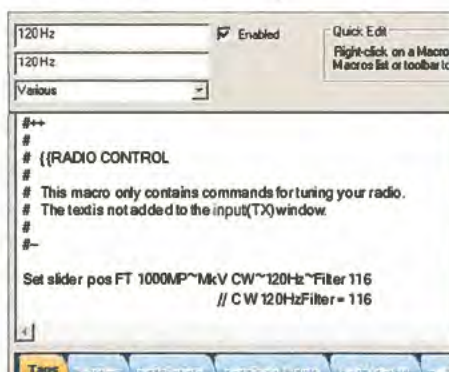 120Hz
Enabled
Quick Edit
120Hz
Right-click on a Macro
Macros list or toolbar to
Various
#++
#
# {{RADIO CONTROL
#
# This macro only contains commands for tuning your radio.
# The text is not added to the input(TX) window.
#
#--
Set slider pos FT 1000MP~MkV CW~120Hz~Filter 116
// CW 120HzFilter = 116
Tags